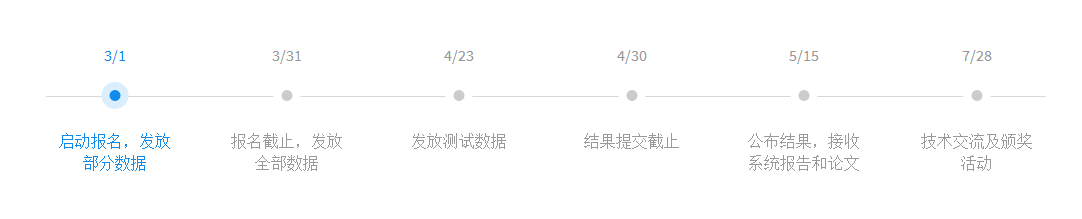 3/1
3/31
4/23
4/30
5/15
7/28
启动报名，发放
部分数据
报名截止，发放
全部数据
发放测试数据
结果提交截止
公布结果，接收
系统报告和论文
技术交流及颁奖
活动